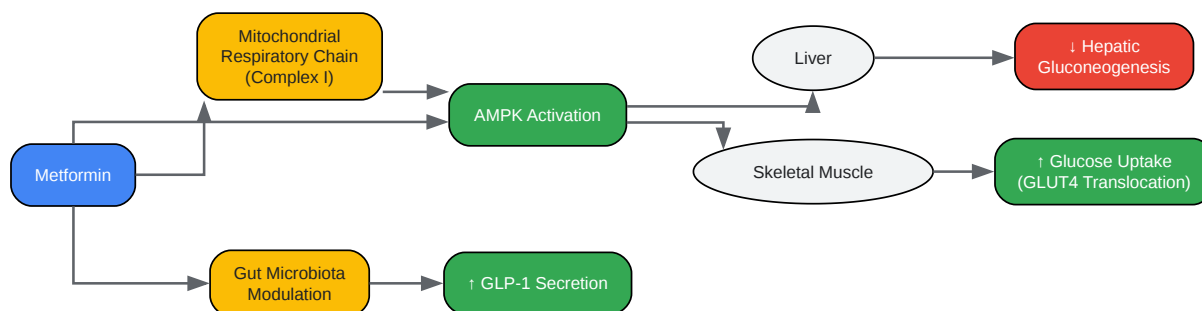 Mitochondrial
Respiratory Chain
(Complex I)
Liver
↓ Hepatic
Gluconeogenesis
AMPK Activation
Metformin
Skeletal Muscle
↑ Glucose Uptake
(GLUT4 Translocation)
Gut Microbiota
Modulation
↑ GLP-1 Secretion